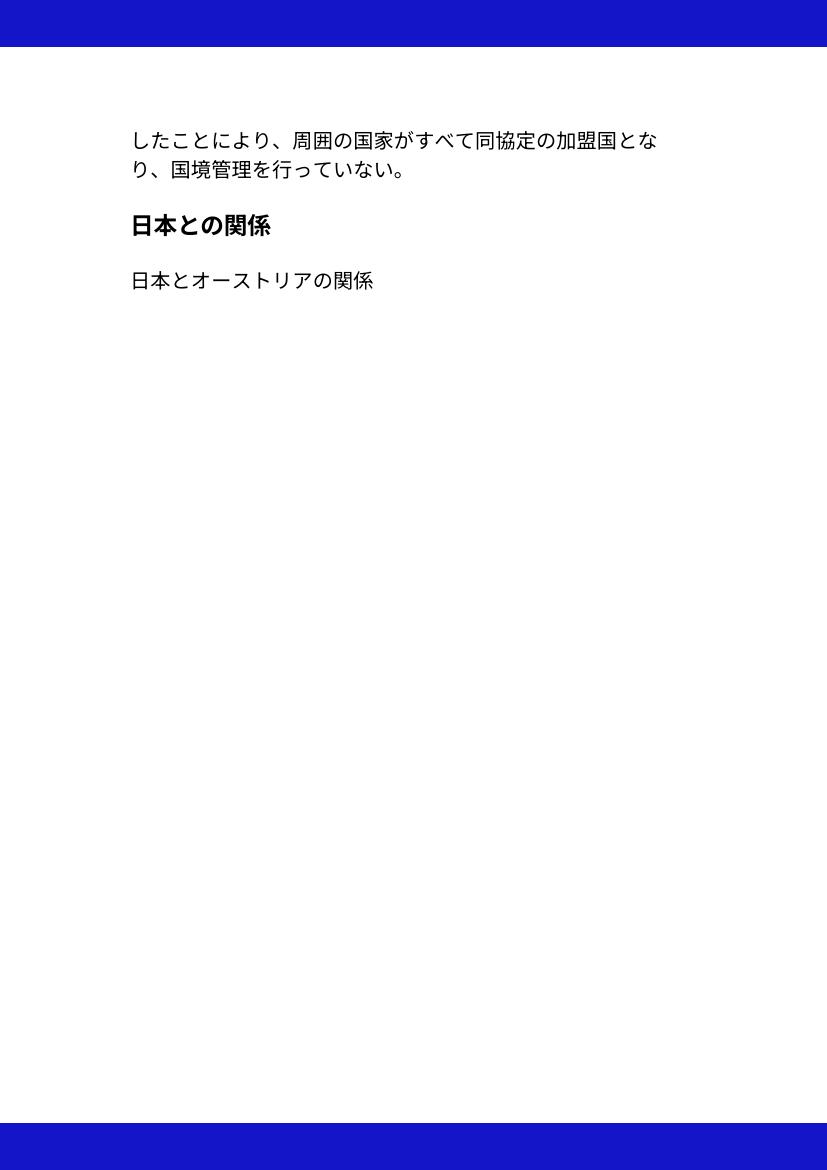 したことにより、周囲の国家がすべて同協定の加盟国とな
り、国境管理を行っていない。
日本との関係
日本とオーストリアの関係